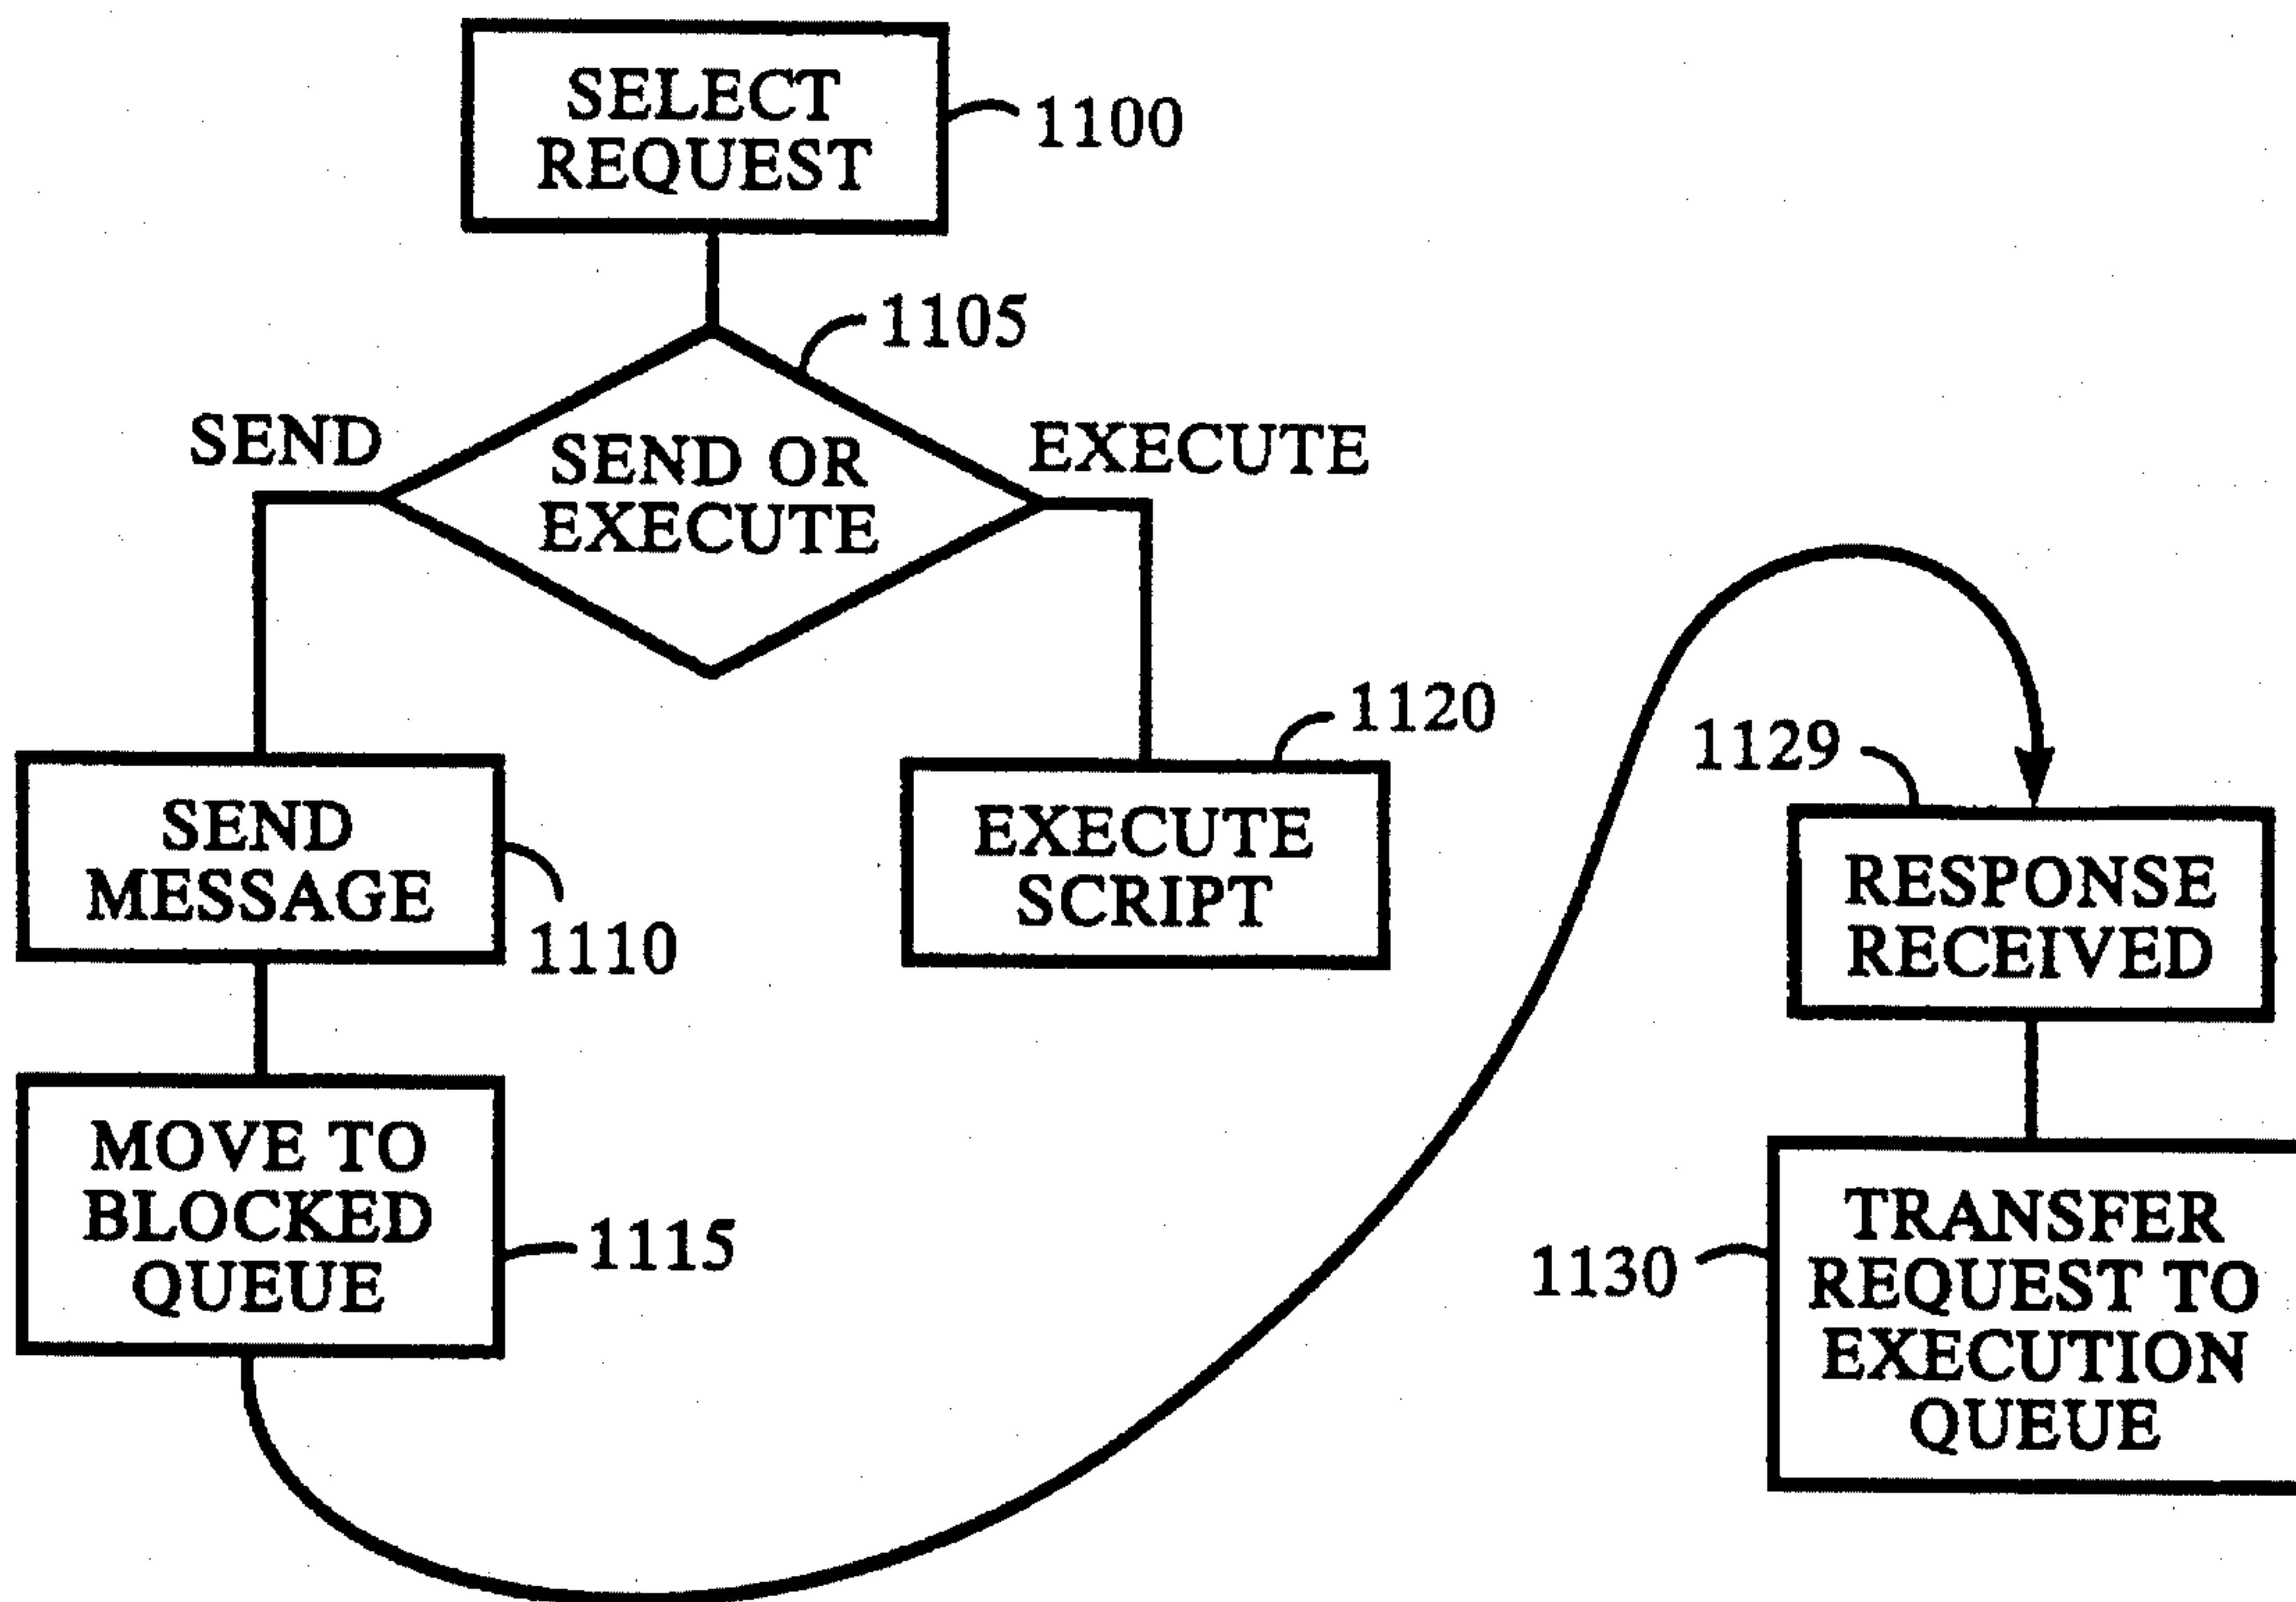 SELECT
REQUEST
1100
1105
SEND
SEND OR
EXECUTE
EXECUTE
SEND
MESSAGE
1110
1120
EXECUTE
SCRIPT
1129
RESPONSE
RECEIVED
MOVE TO
BLOCKED
QUEUE
1115
1130
TRANSFER
REQUEST TO
EXECUTION
QUEUE